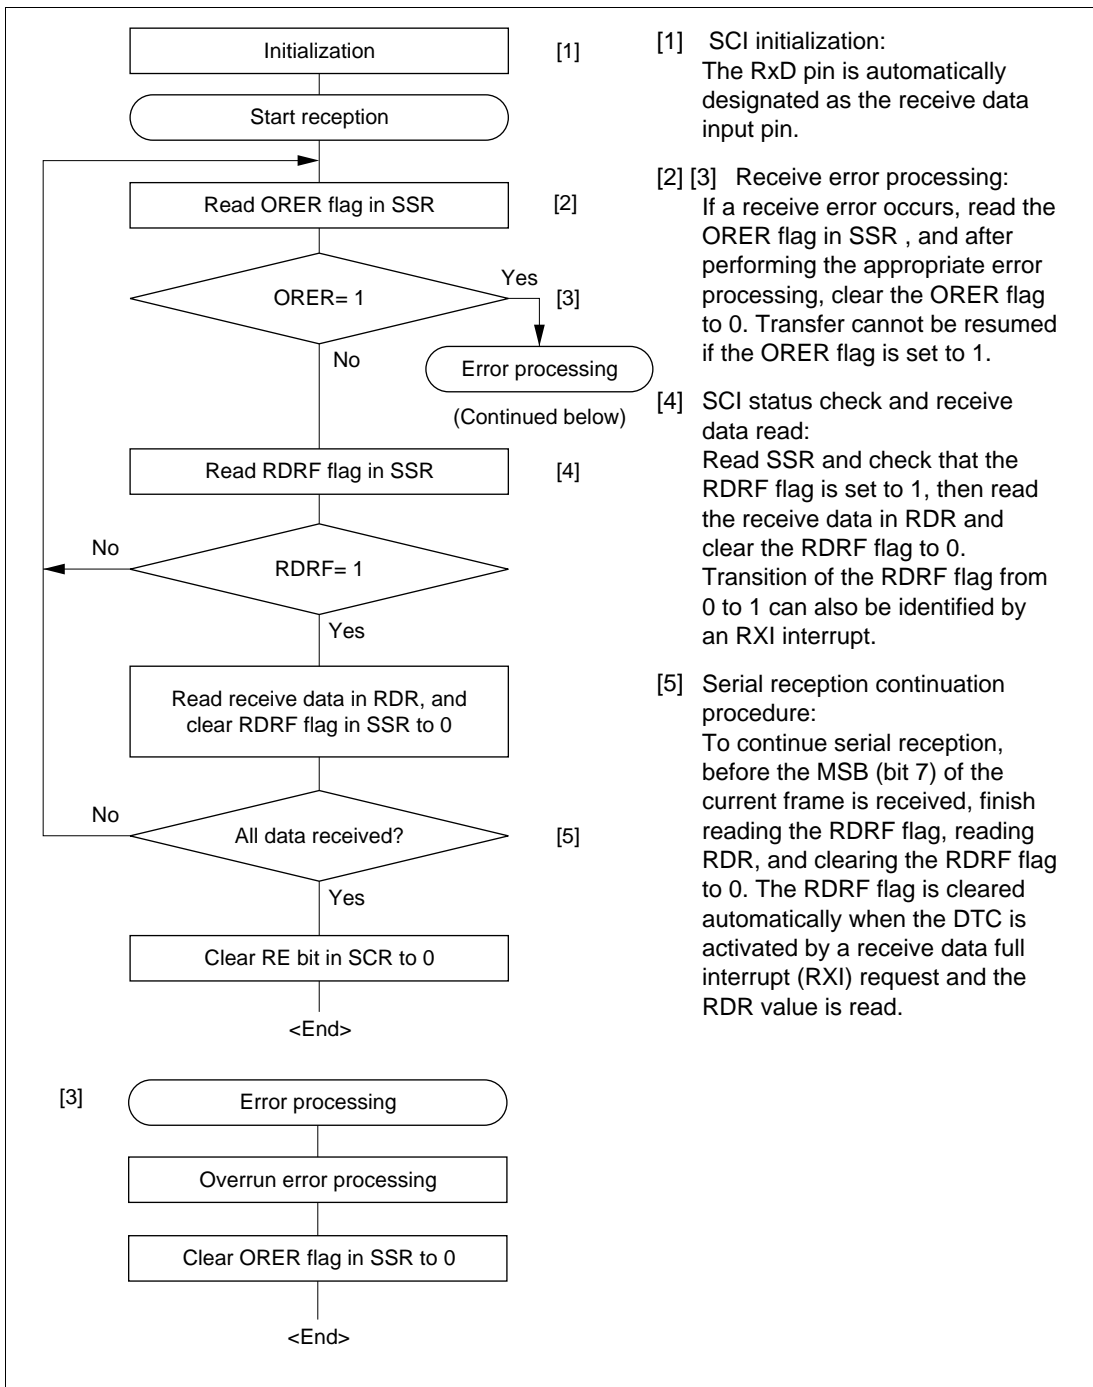 Initialization
[1]
Start reception
Read ORER flag in SSR
[2]
Yes
ORER= 1
[3]
No
Error processing
(Continued below)
Read RDRF flag in SSR
[4]
No
RDRF= 1
Yes
Read receive data in RDR, and
clear RDRF flag in SSR to 0
No
All data received?
[5]
Yes
Clear RE bit in SCR to 0
<End>
[3]
Error processing
Overrun error processing
Clear ORER flag in SSR to 0
<End>
[1] SCI initialization:
The RxD pin is automatically
designated as the receive data
input pin.
[2] [3] Receive error processing:
If a receive error occurs, read the
ORER flag in SSR , and after
performing the appropriate error
processing, clear the ORER flag
to 0. Transfer cannot be resumed
if the ORER flag is set to 1.
[4] SCI status check and receive
data read:
Read SSR and check that the
RDRF flag is set to 1, then read
the receive data in RDR and
clear the RDRF flag to 0.
Transition of the RDRF flag from
0 to 1 can also be identified by
an RXI interrupt.
[5] Serial reception continuation
procedure:
To continue serial reception,
before the MSB (bit 7) of the
current frame is received, finish
reading the RDRF flag, reading
RDR, and clearing the RDRF flag
to 0. The RDRF flag is cleared
automatically when the DTC is
activated by a receive data full
interrupt (RXI) request and the
RDR value is read.